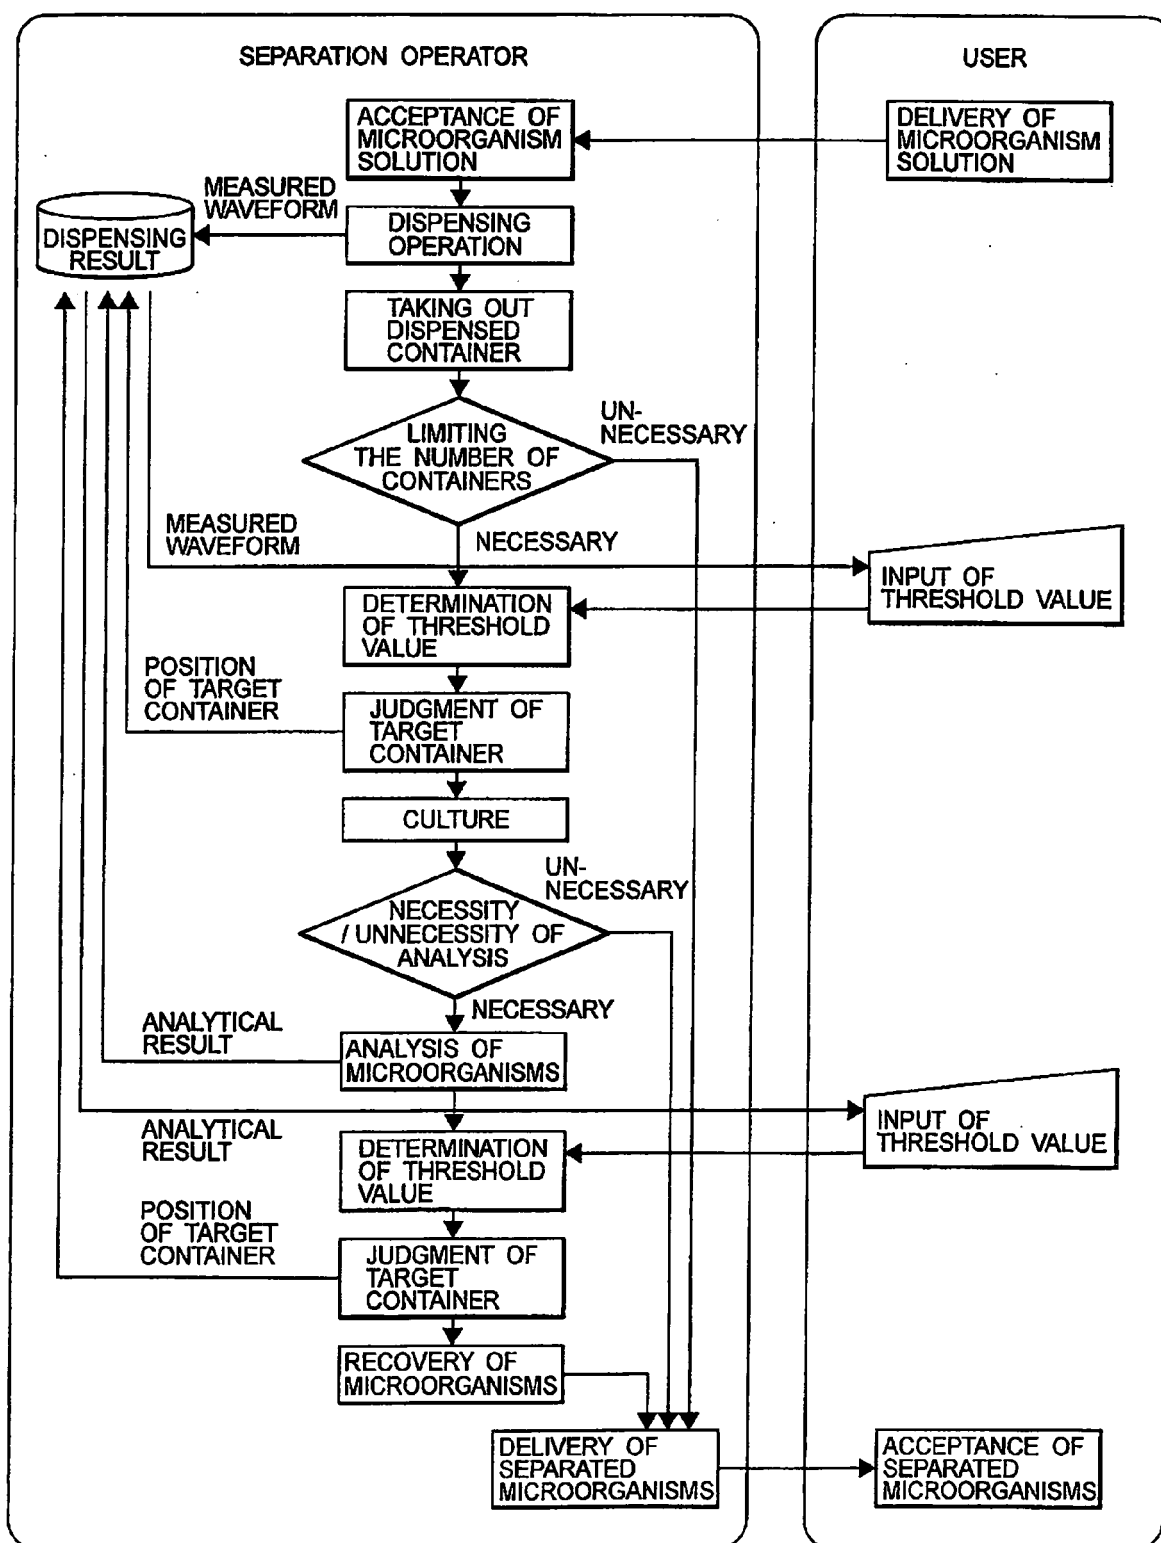 SEPARATION OPERATOR
USER
ACCEPTANCE OF
MICROORGANISM
SOLUTION
DELIVERY OF
MICROORGANISM
SOLUTION
MEASURED
WAVEFORM
DISPENSING
RESULT
DISPENSING
OPERATION
TAKING OUT
DISPENSED
CONTAINER
LIMITING
THE NUMBER OF
CONTAINERS
UN-
NECESSARY
MEASURED
WAVEFORM
NECESSARY
INPUT OF
THRESHOLD VALUE
DETERMINATION
OF THRESHOLD
VALUE
POSITION
OF TARGET
CONTAINER
JUDGMENT OF
TARGET
CONTAINER
CULTURE
UN-
NECESSARY
NECESSITY
/ UNNECESSITY OF
ANALYSIS
NECESSARY
ANALYTICAL
RESULT
ANALYSIS OF
MICROORGANISMS
INPUT OF
THRESHOLD VALUE
ANALYTICAL
RESULT
DETERMINATION
OF THRESHOLD
VALUE
POSITION
OF TARGET
CONTAINER
JUDGMENT OF
TARGET
CONTAINER
RECOVERY OF
MICROORGANISMS
DELIVERY OF
SEPARATED
MICROORGANISMS
ACCEPTANCE OF
SEPARATED
MICROORGANISMS